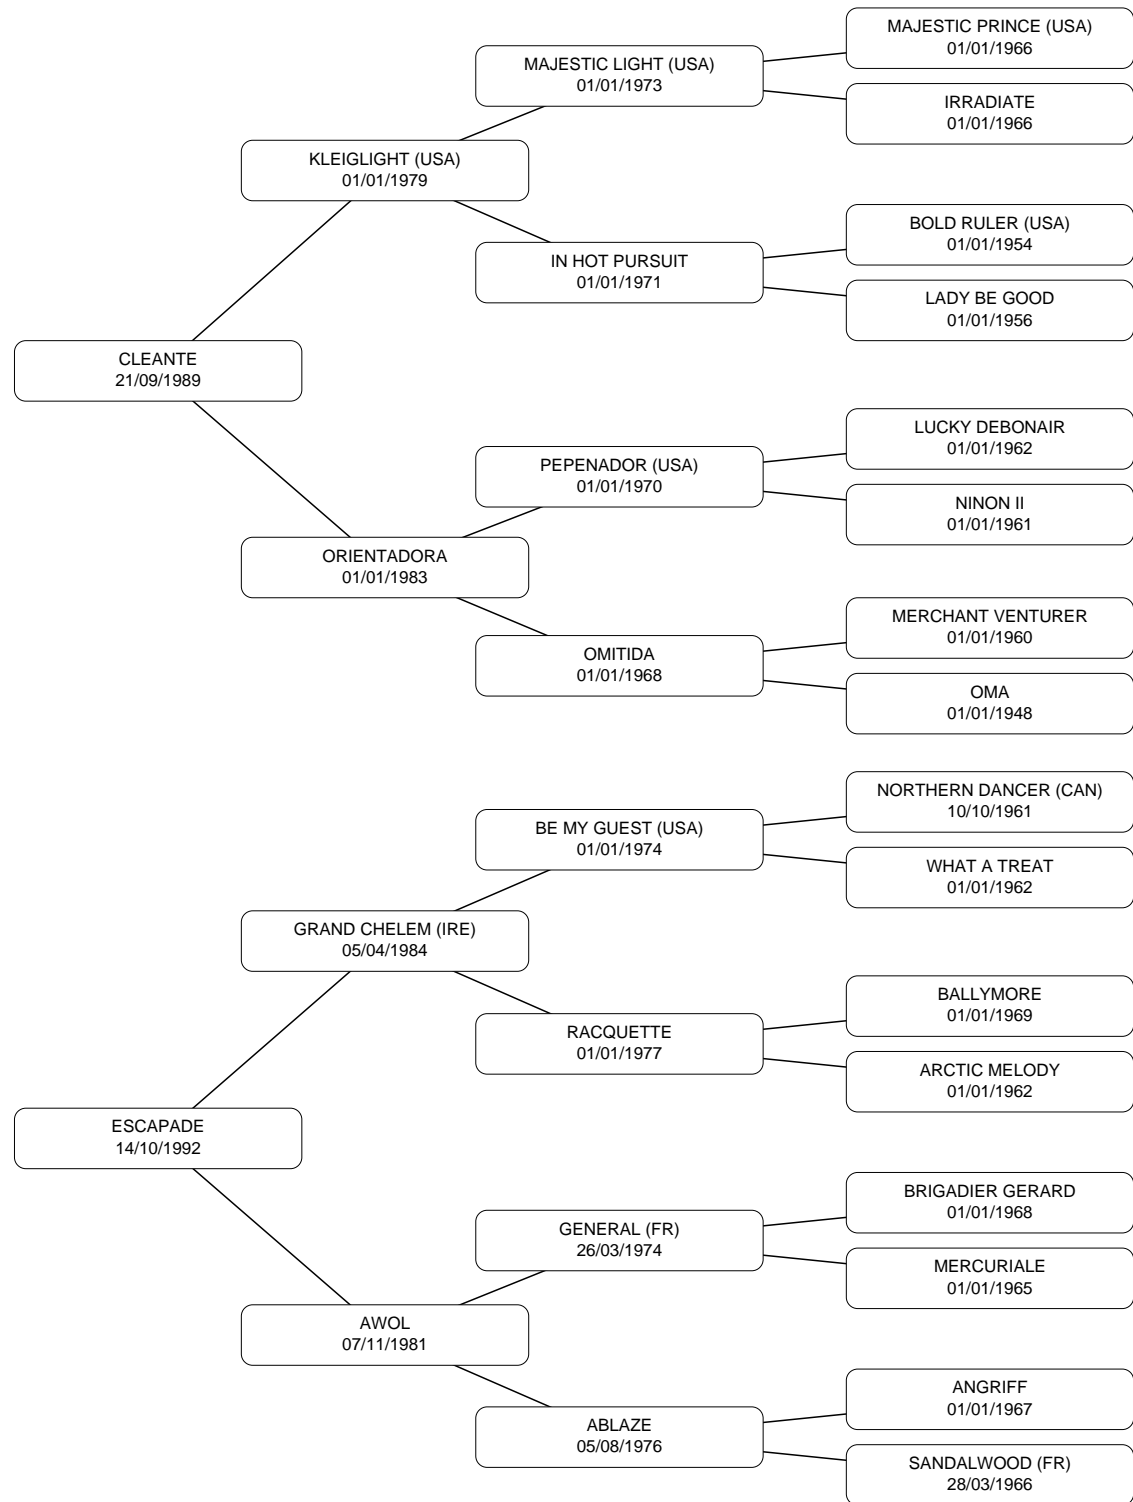 MAJESTIC PRINCE (USA)
01/01/1966
MAJESTIC LIGHT (USA)
01/01/1973
IRRADIATE
01/01/1966
KLEIGLIGHT (USA)
01/01/1979
BOLD RULER (USA)
01/01/1954
IN HOT PURSUIT
01/01/1971
LADY BE GOOD
01/01/1956
CLEANTE
21/09/1989
LUCKY DEBONAIR
01/01/1962
PEPENADOR (USA)
01/01/1970
NINON II
01/01/1961
ORIENTADORA
01/01/1983
MERCHANT VENTURER
01/01/1960
OMITIDA
01/01/1968
OMA
01/01/1948
NORTHERN DANCER (CAN)
10/10/1961
BE MY GUEST (USA)
01/01/1974
WHAT A TREAT
01/01/1962
GRAND CHELEM (IRE)
05/04/1984
BALLYMORE
01/01/1969
RACQUETTE
01/01/1977
ARCTIC MELODY
01/01/1962
ESCAPADE
14/10/1992
BRIGADIER GERARD
01/01/1968
GENERAL (FR)
26/03/1974
MERCURIALE
01/01/1965
AWOL
07/11/1981
ANGRIFF
01/01/1967
ABLAZE
05/08/1976
SANDALWOOD (FR)
28/03/1966